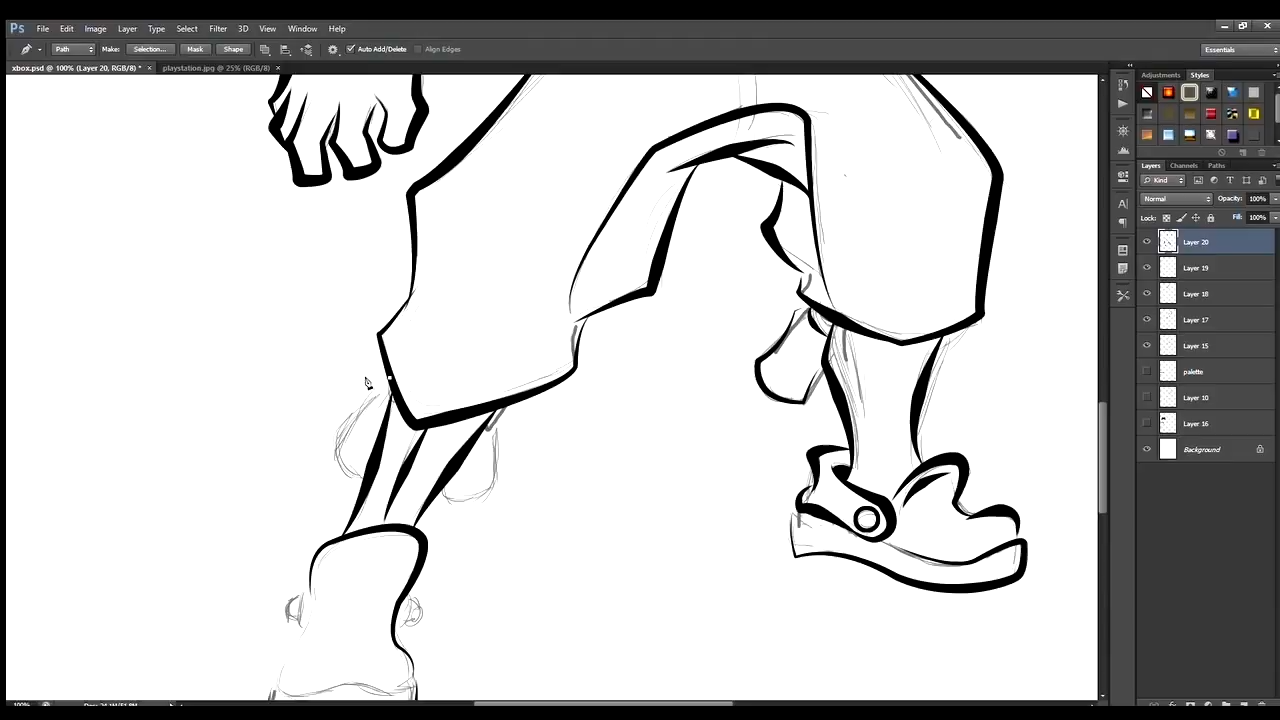 Ps File Edit Image Layer Type Select Filter 3D View Window Help
Path Make: Selection... Mask Shape Auto Add/Delete Align Edges Essentials
xbox.psd @ 100% (Layer 20, RGB/8) * × playstation.jpg @ 25% (RGB/8) ×
Adjustments Styles
Layers Channels Paths
Kind
Normal Opacity: 100%
Lock: Fill: 100%
Layer 20
Layer 19
Layer 18
Layer 17
Layer 15
palette
Layer 10
Layer 16
Background